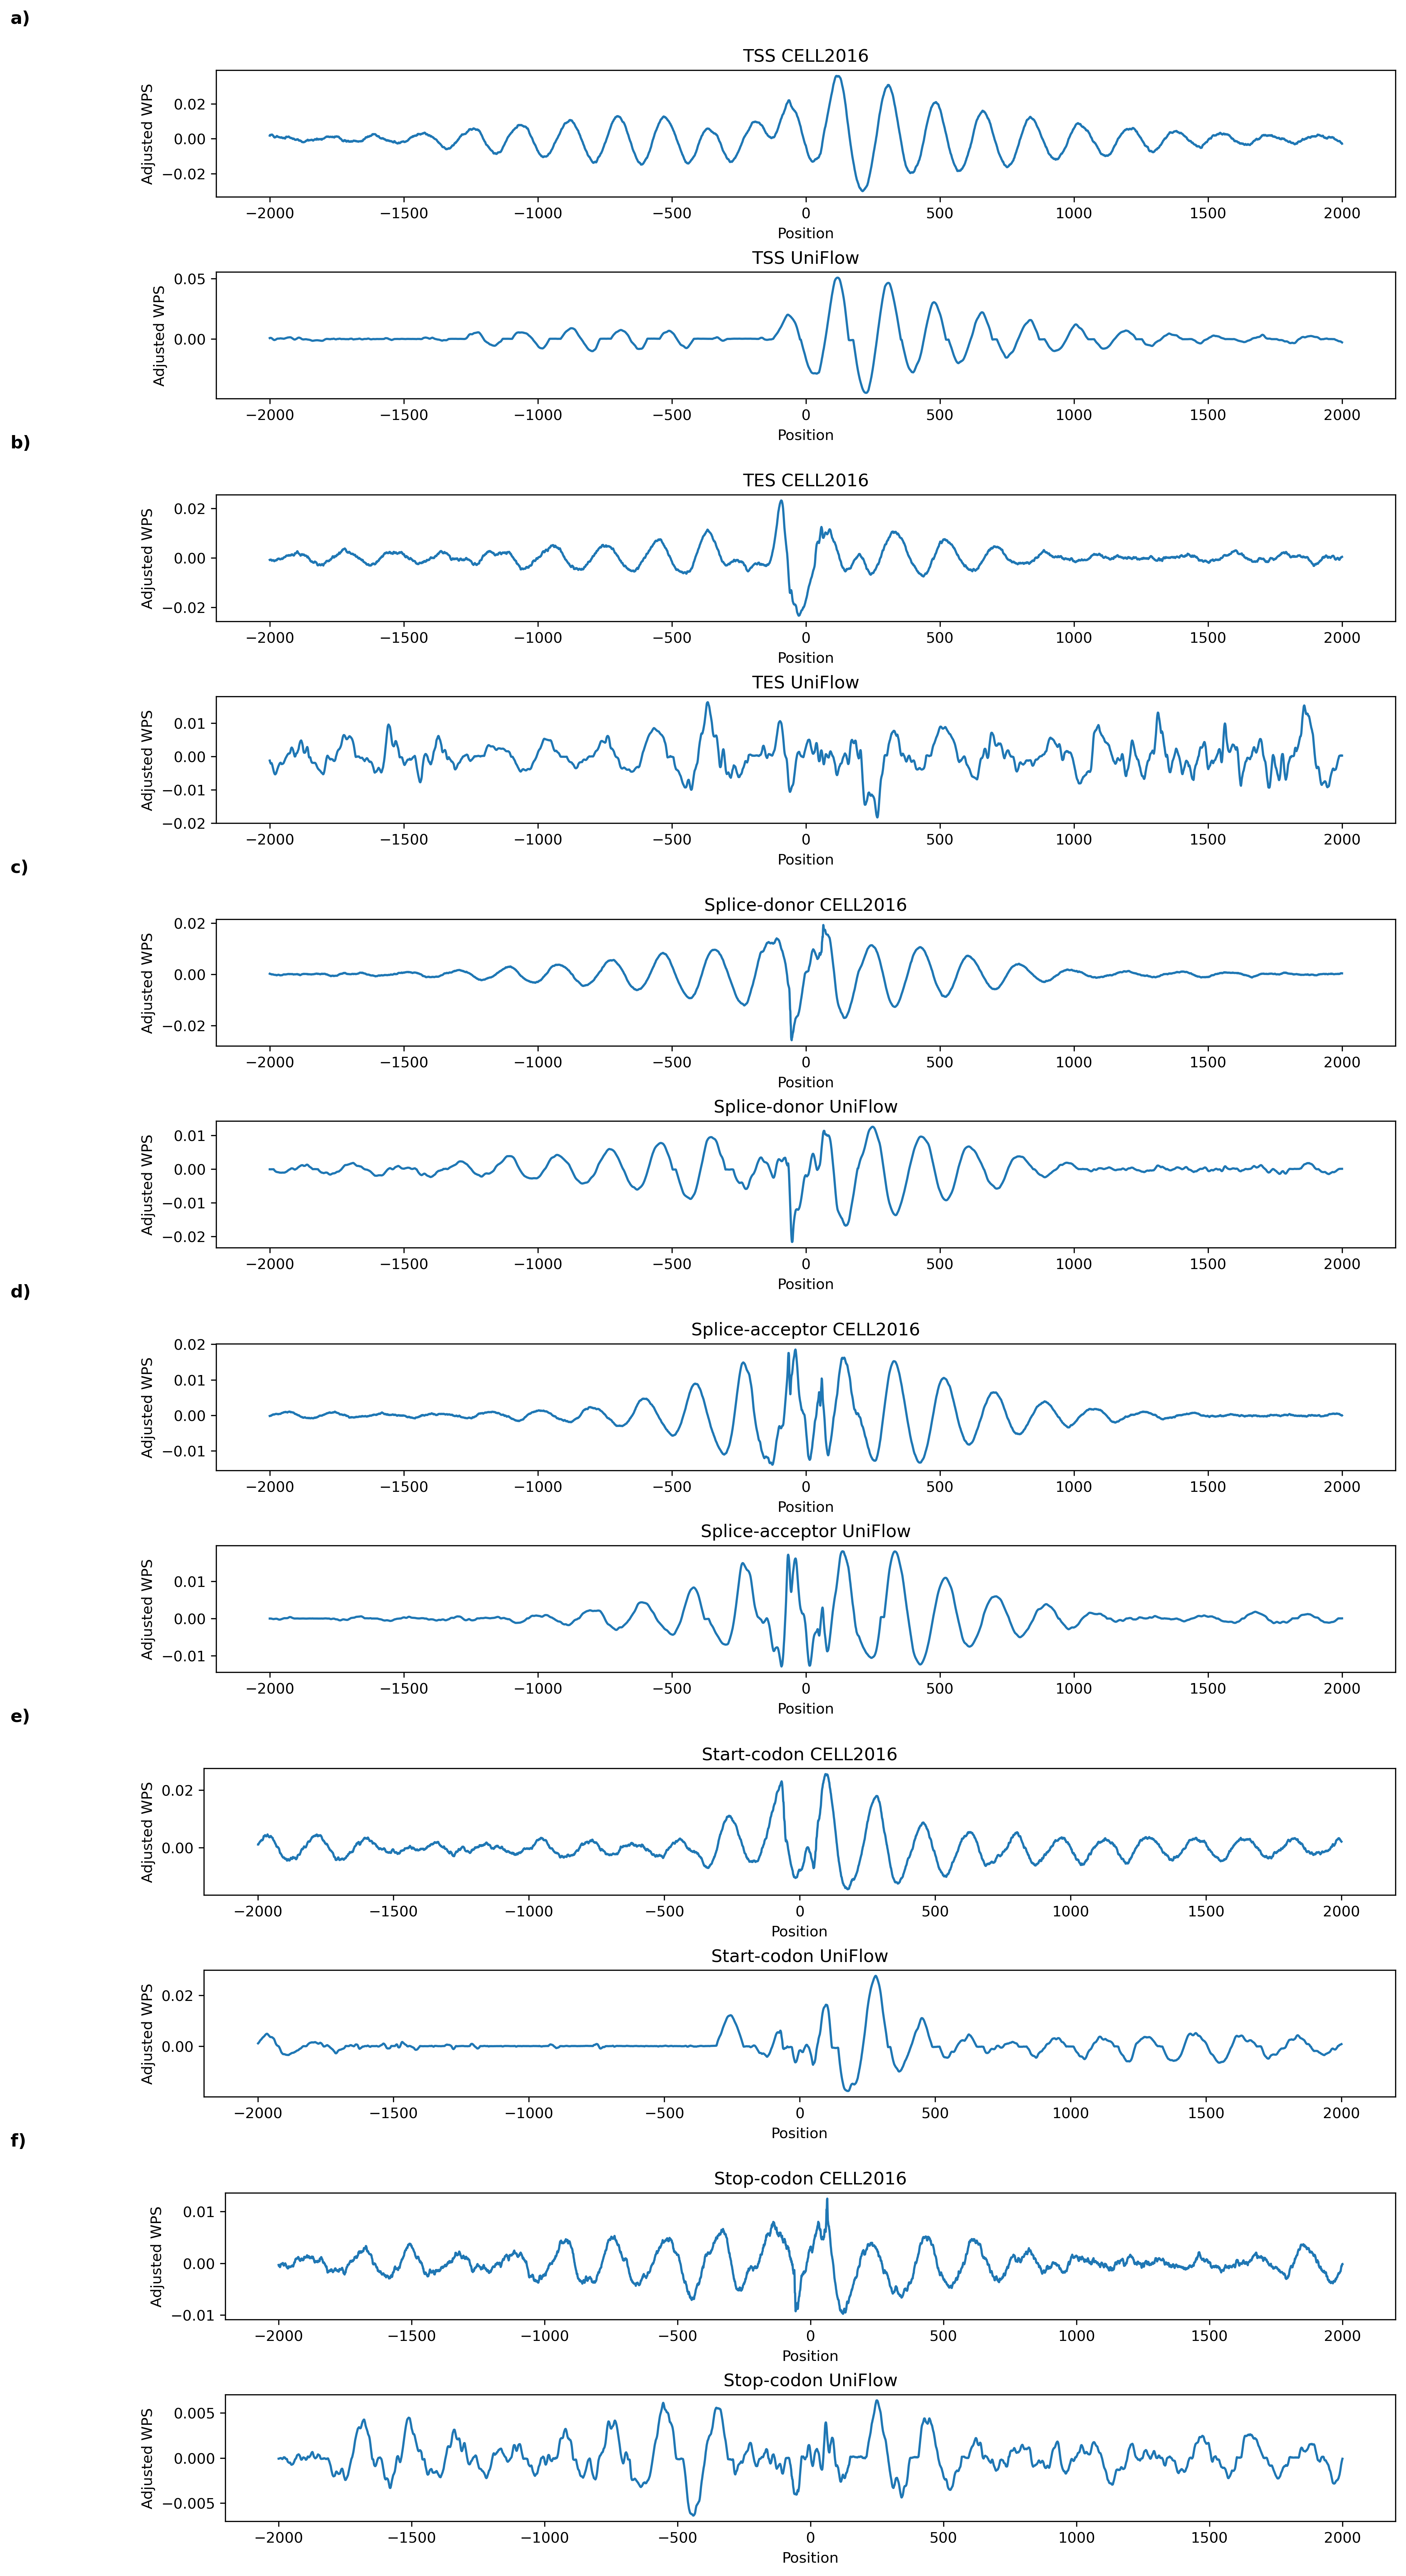 a)
TSS CELL2016
Adjusted WPS
0.02
0.00
−0.02
−2000 −1500 −1000 −500 0 500 1000 1500 2000
Position
TSS UniFlow
Adjusted WPS
0.05
0.00
−2000 −1500 −1000 −500 0 500 1000 1500 2000
Position
b)
TES CELL2016
Adjusted WPS
0.02
0.00
−0.02
−2000 −1500 −1000 −500 0 500 1000 1500 2000
Position
TES UniFlow
Adjusted WPS
0.01
0.00
−0.01
−0.02
−2000 −1500 −1000 −500 0 500 1000 1500 2000
Position
c)
Splice-donor CELL2016
Adjusted WPS
0.02
0.00
−0.02
−2000 −1500 −1000 −500 0 500 1000 1500 2000
Position
Splice-donor UniFlow
Adjusted WPS
0.01
0.00
−0.01
−0.02
−2000 −1500 −1000 −500 0 500 1000 1500 2000
Position
d)
Splice-acceptor CELL2016
Adjusted WPS
0.02
0.01
0.00
−0.01
−2000 −1500 −1000 −500 0 500 1000 1500 2000
Position
Splice-acceptor UniFlow
Adjusted WPS
0.01
0.00
−0.01
−2000 −1500 −1000 −500 0 500 1000 1500 2000
Position
e)
Start-codon CELL2016
Adjusted WPS
0.02
0.00
−2000 −1500 −1000 −500 0 500 1000 1500 2000
Position
Start-codon UniFlow
Adjusted WPS
0.02
0.00
−2000 −1500 −1000 −500 0 500 1000 1500 2000
Position
f)
Stop-codon CELL2016
Adjusted WPS
0.01
0.00
−0.01
−2000 −1500 −1000 −500 0 500 1000 1500 2000
Position
Stop-codon UniFlow
Adjusted WPS
0.005
0.000
−0.005
−2000 −1500 −1000 −500 0 500 1000 1500 2000
Position